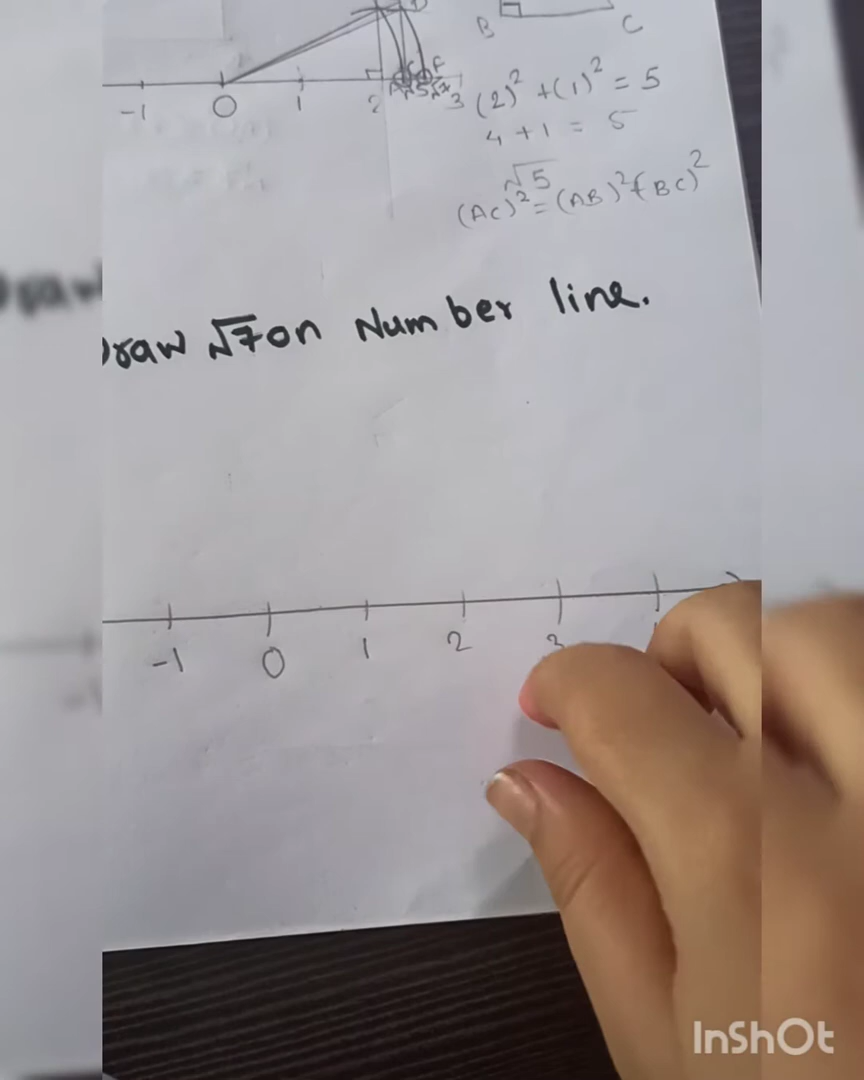 B
C
-1 0 1 2 3
(2)² + (1)² = 5
4 + 1 = 5
√5
(AC)² = (AB)² + (BC)²
Draw √7 on Number line.
-1 0 1 2 3
InShOt